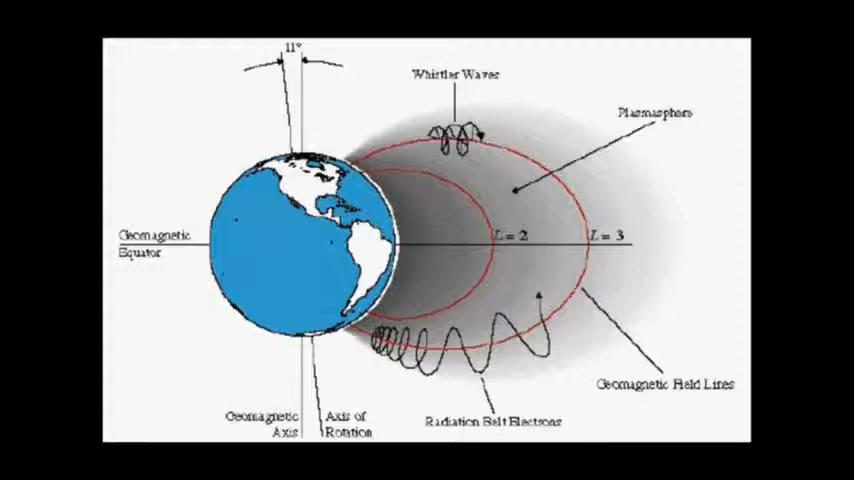 11°
Whistler Waves
Plasmasphere
Geomagnetic
Equator
L = 2
L = 3
Geomagnetic Field Lines
Geomagnetic
Axis
Axis of
Rotation
Radiation Belt Electrons